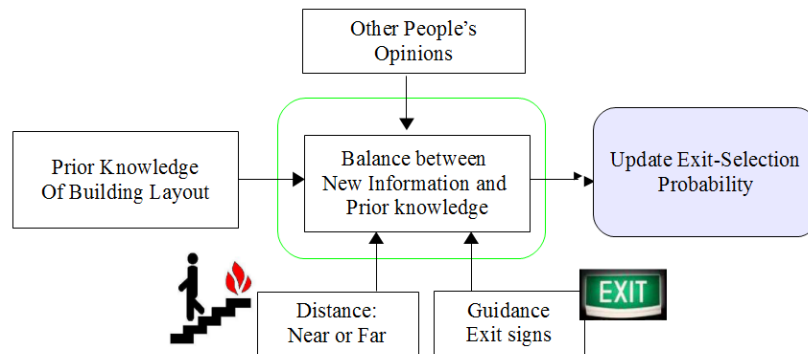 Other People's
Opinions
Prior Knowledge
Of Building Layout
Balance between
New Information and
Prior knowledge
Update Exit-Selection
Probability
Distance:
Near or Far
Guidance
Exit signs
EXIT